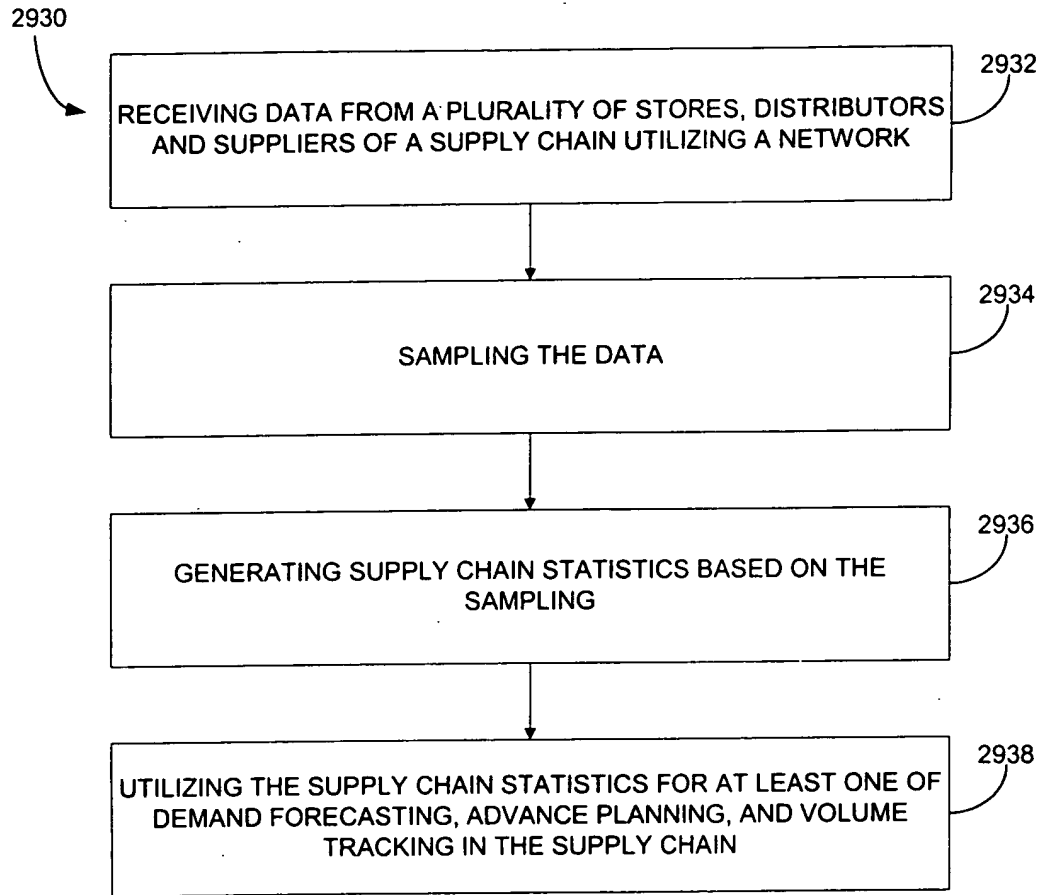 2930
2932
RECEIVING DATA FROM A PLURALITY OF STORES, DISTRIBUTORS
AND SUPPLIERS OF A SUPPLY CHAIN UTILIZING A NETWORK
2934
SAMPLING THE DATA
2936
GENERATING SUPPLY CHAIN STATISTICS BASED ON THE
SAMPLING
2938
UTILIZING THE SUPPLY CHAIN STATISTICS FOR AT LEAST ONE OF
DEMAND FORECASTING, ADVANCE PLANNING, AND VOLUME
TRACKING IN THE SUPPLY CHAIN